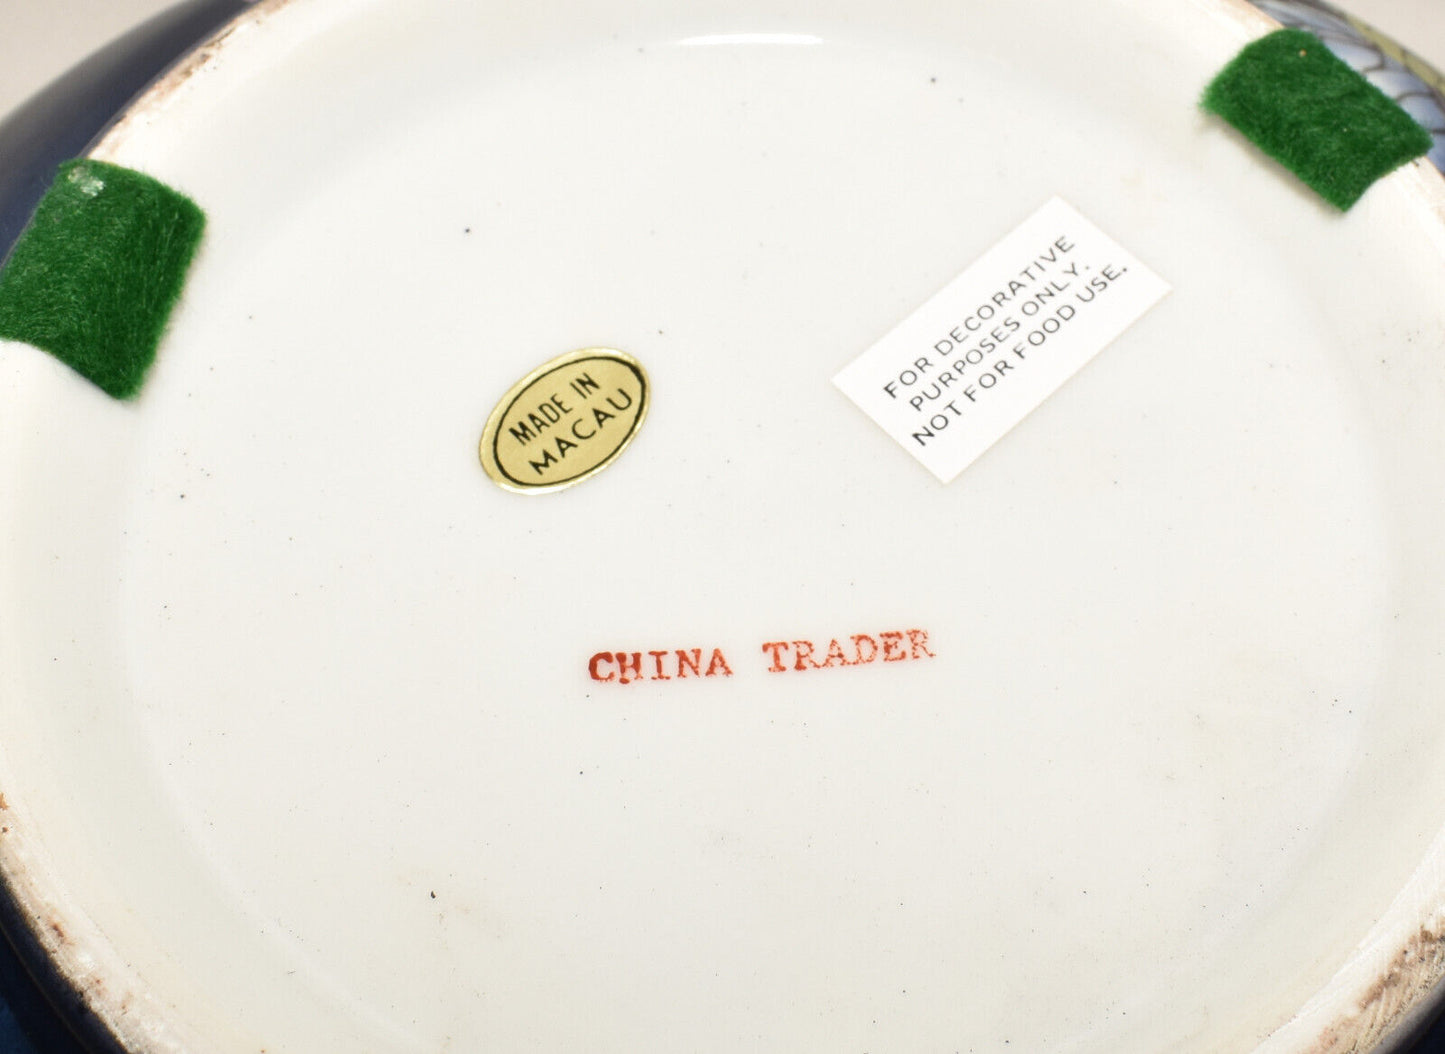 MADE IN
MACAU
FOR DECORATIVE
PURPOSES ONLY.
NOT FOR FOOD USE.
CHINA TRADER